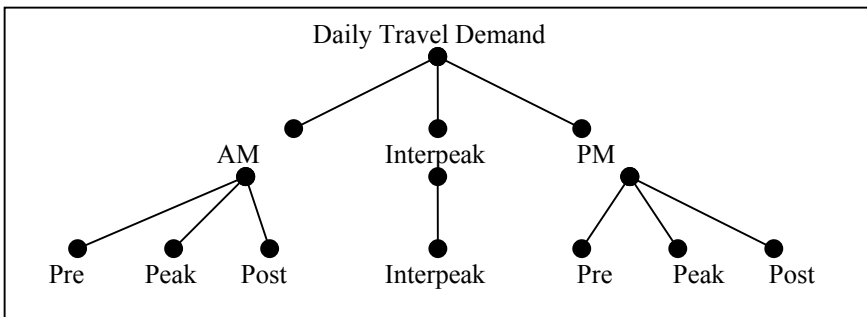 Daily Travel Demand
AM Interpeak PM
Pre Peak Post Interpeak Pre Peak Post